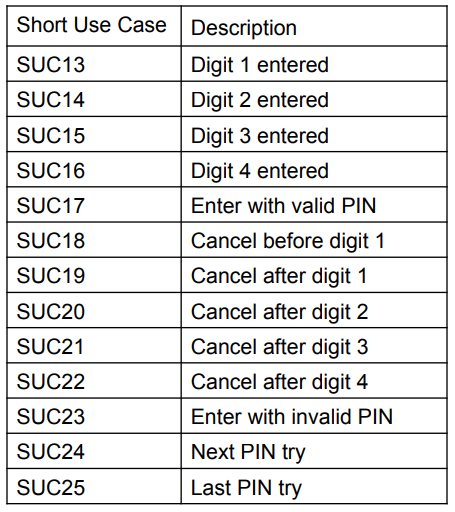 Short Use Case Description
SUC13 Digit 1 entered
SUC14 Digit 2 entered
SUC15 Digit 3 entered
SUC16 Digit 4 entered
SUC17 Enter with valid PIN
SUC18 Cancel before digit 1
SUC19 Cancel after digit 1
SUC20 Cancel after digit 2
SUC21 Cancel after digit 3
SUC22 Cancel after digit 4
SUC23 Enter with invalid PIN
SUC24 Next PIN try
SUC25 Last PIN try